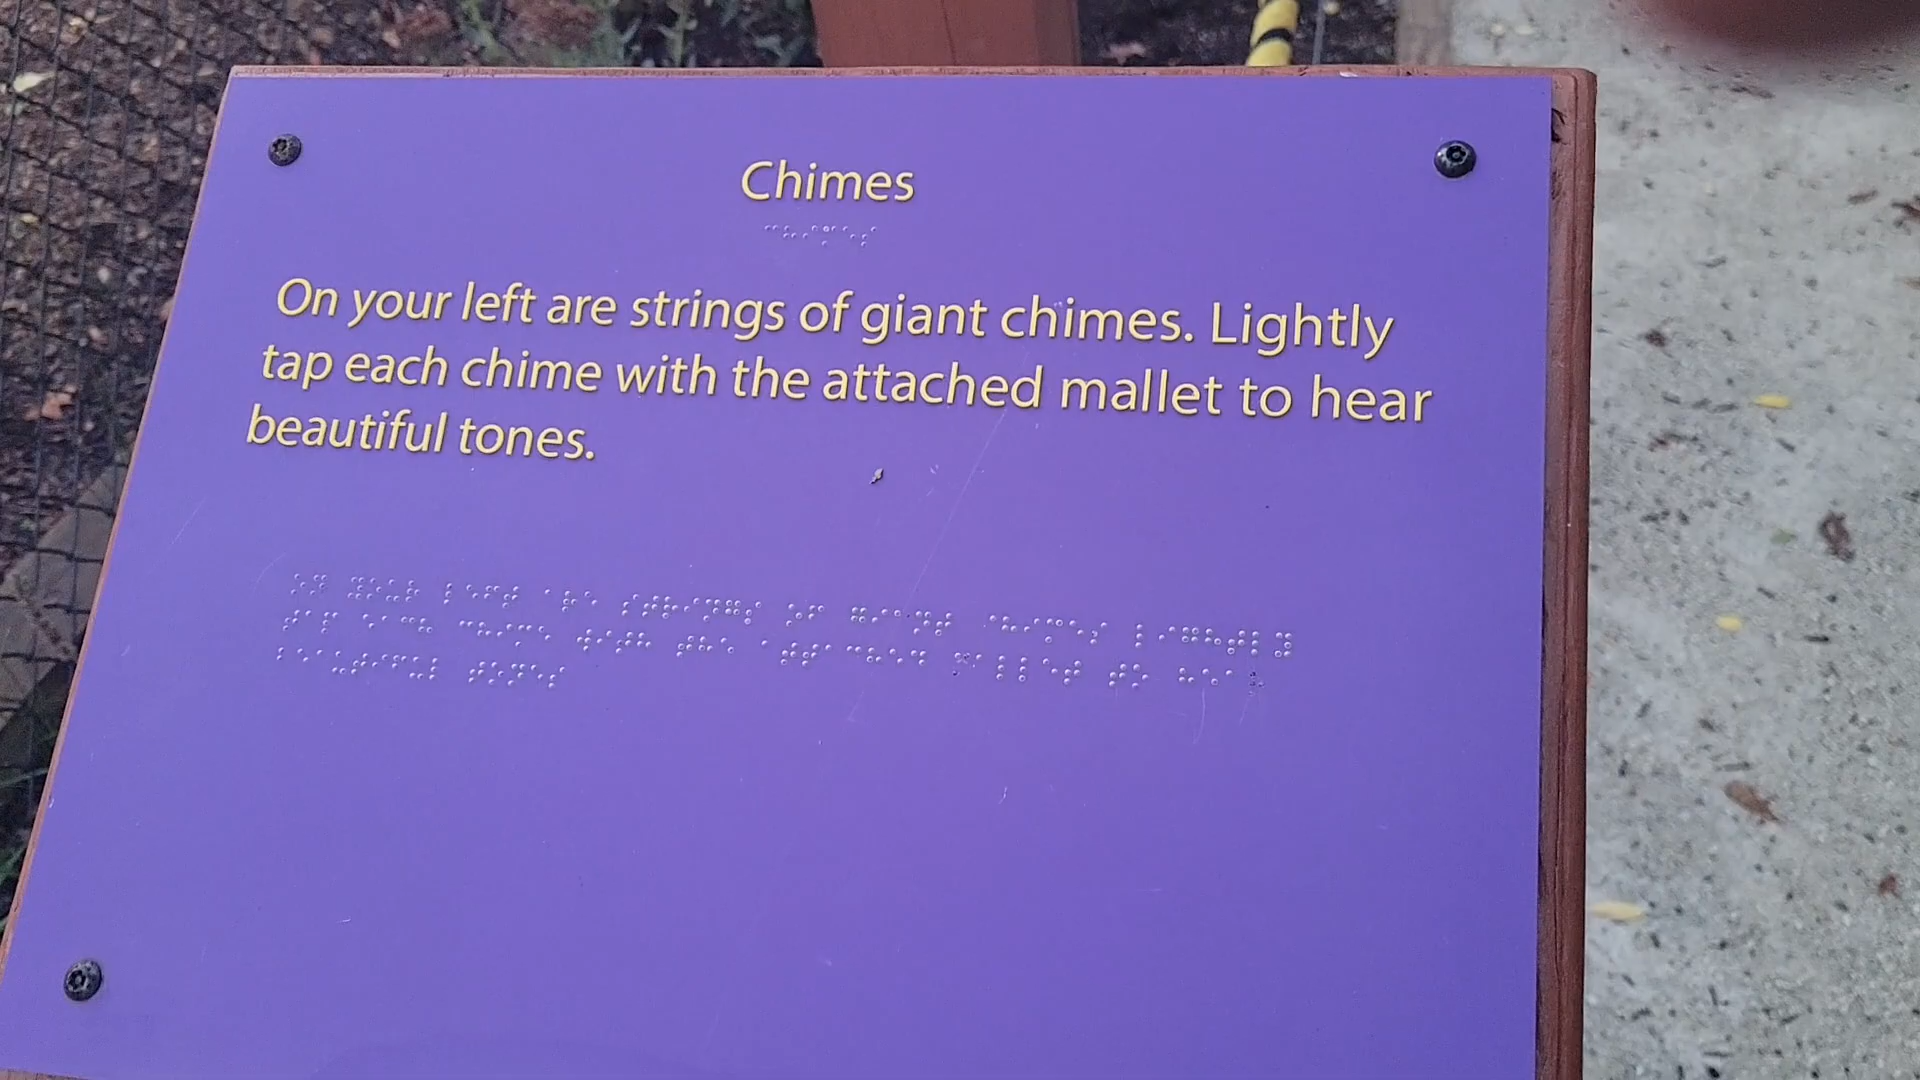 Chimes
On your left are strings of giant chimes. Lightly
tap each chime with the attached mallet to hear
beautiful tones.